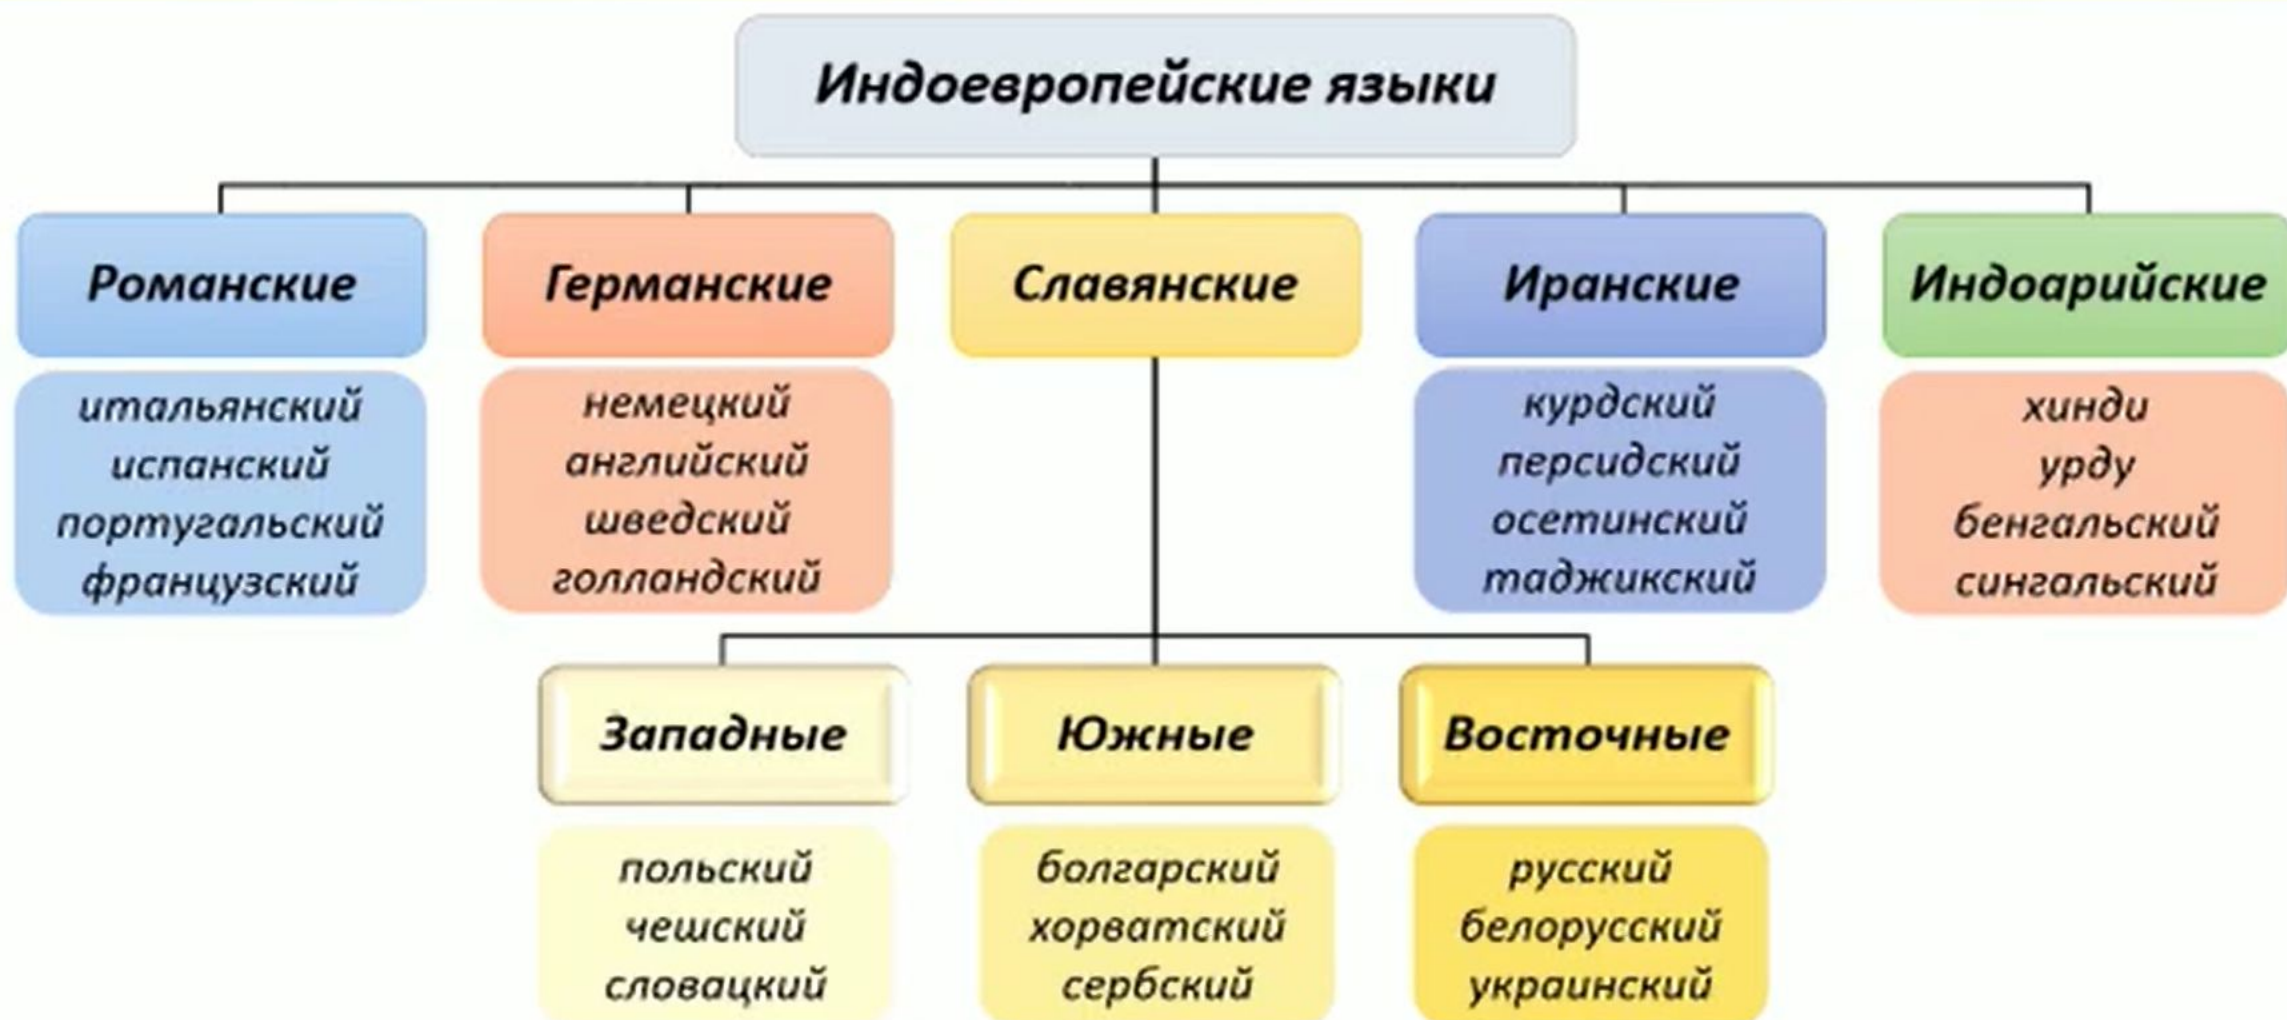 Индоевропейские языки
Романские
Германские
Славянские
Иранские
Индоарийские
итальянский
испанский
португальский
французский
немецкий
английский
шведский
голландский
курдский
персидский
осетинский
таджикский
хинди
урду
бенгальский
сингальский
Западные
Южные
Восточные
польский
чешский
словацкий
болгарский
хорватский
сербский
русский
белорусский
украинский